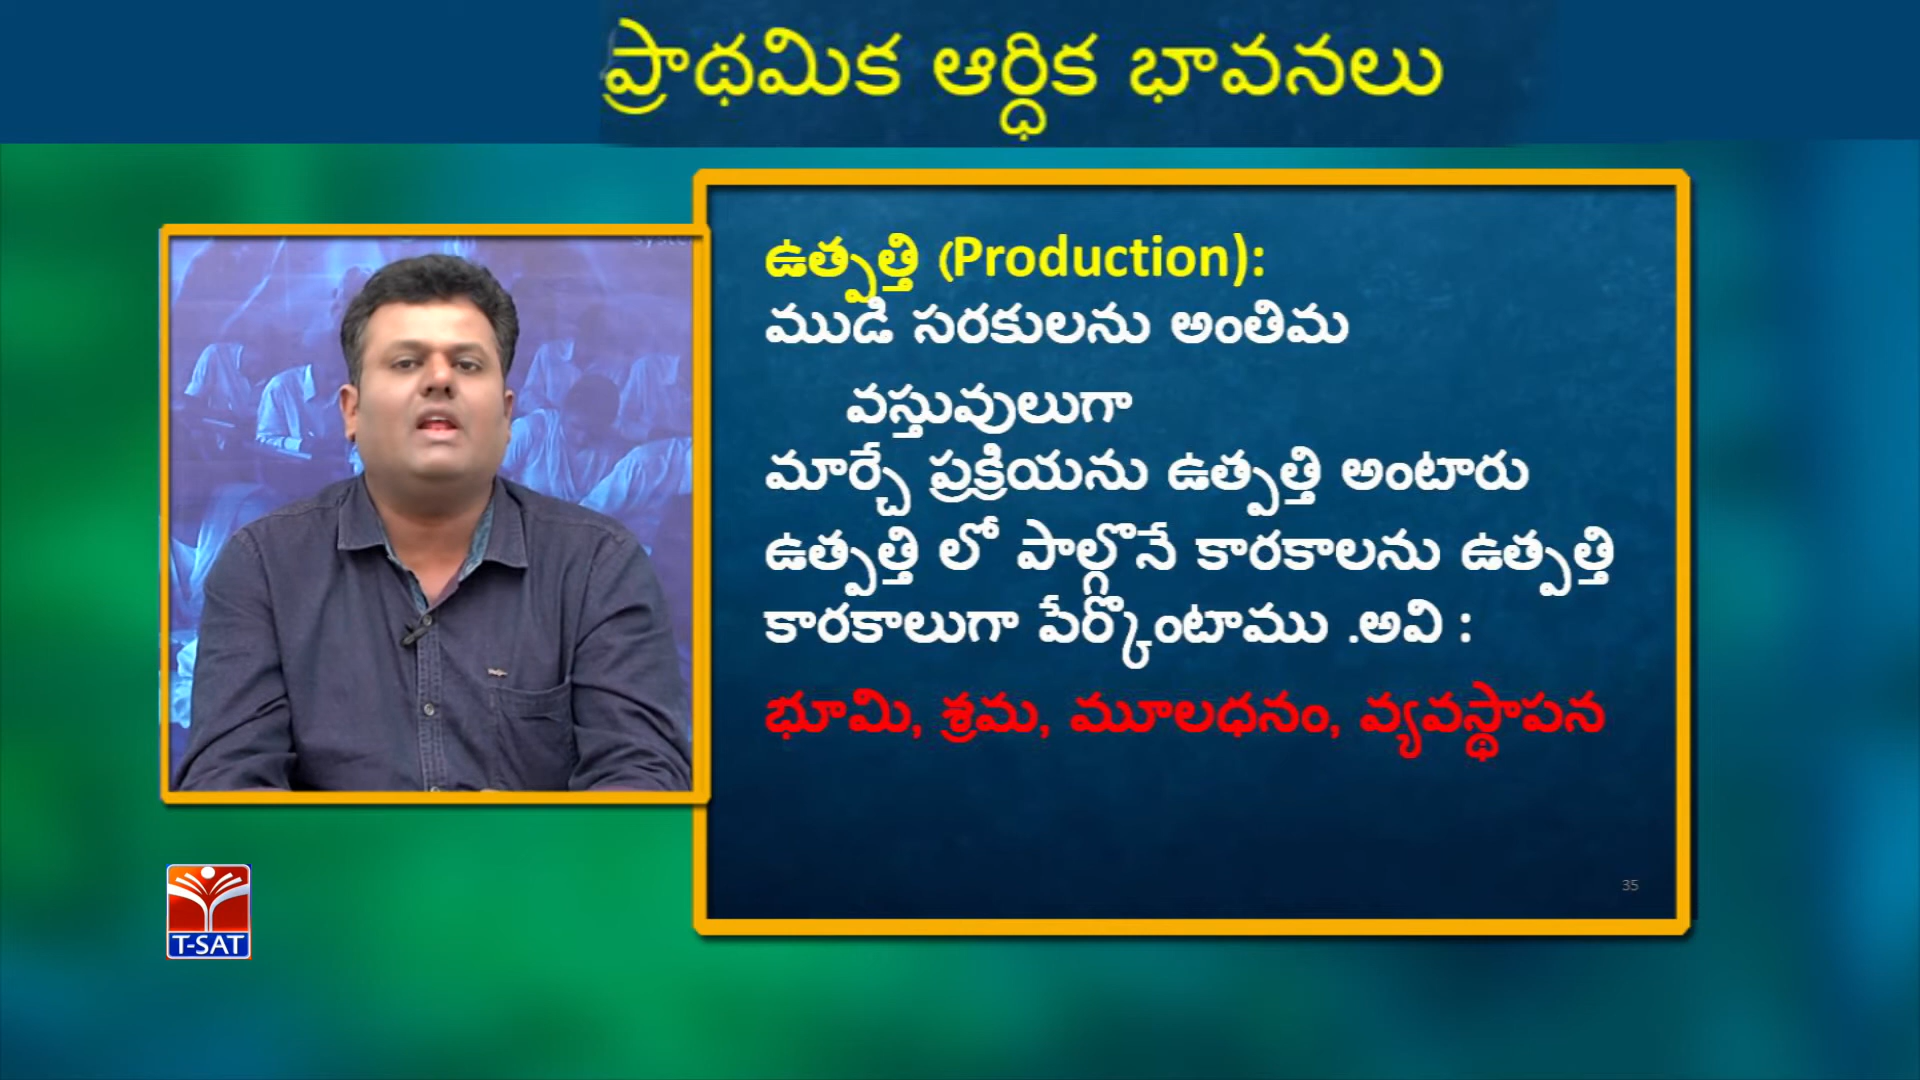 ప్రాథమిక ఆర్ధిక భావనలు
ఉత్పత్తి (Production):
ముడి సరకులను అంతిమ
వస్తువులుగా
మార్చే ప్రక్రియను ఉత్పత్తి అంటారు
ఉత్పత్తి లో పాల్గొనే కారకాలను ఉత్పత్తి
కారకాలుగా పేర్కొంటాము .అవి :
భూమి, శ్రమ, మూలధనం, వ్యవస్థాపన
35
T-SAT